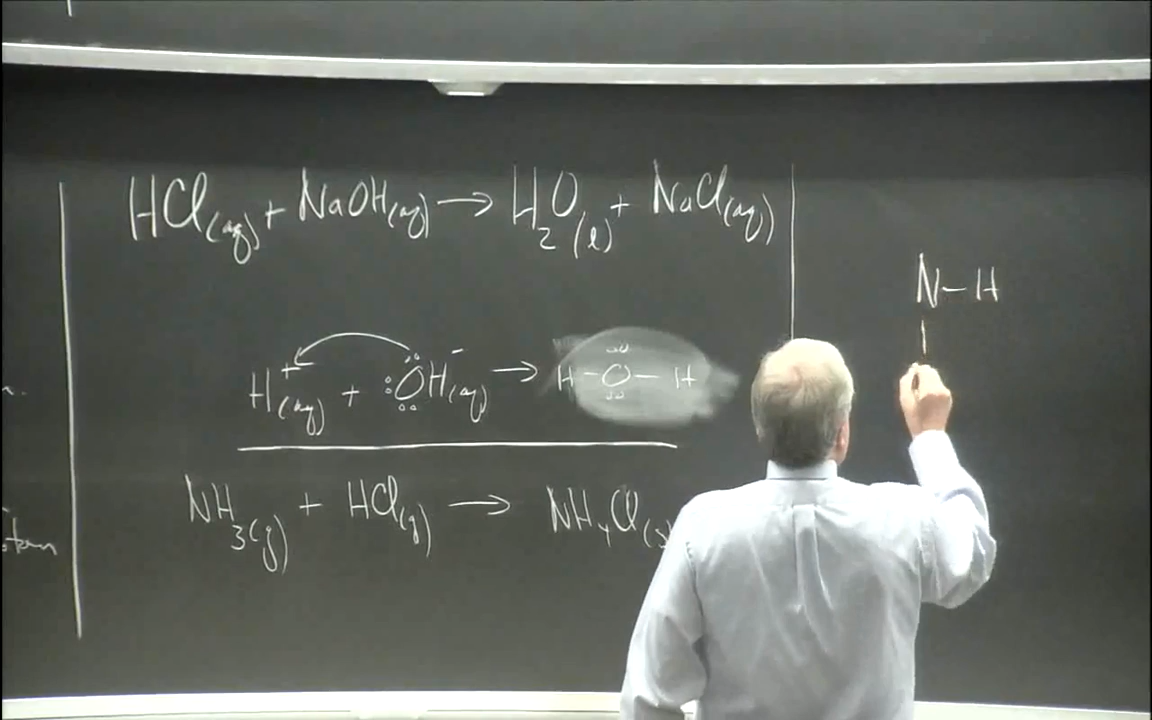 HCl(aq) + NaOH(aq) → H2O(l) + NaCl(aq)
H+(aq) + :ÖH-(aq) → H-O-H
NH3(g) + HCl(g) → NH4Cl(s
N-H